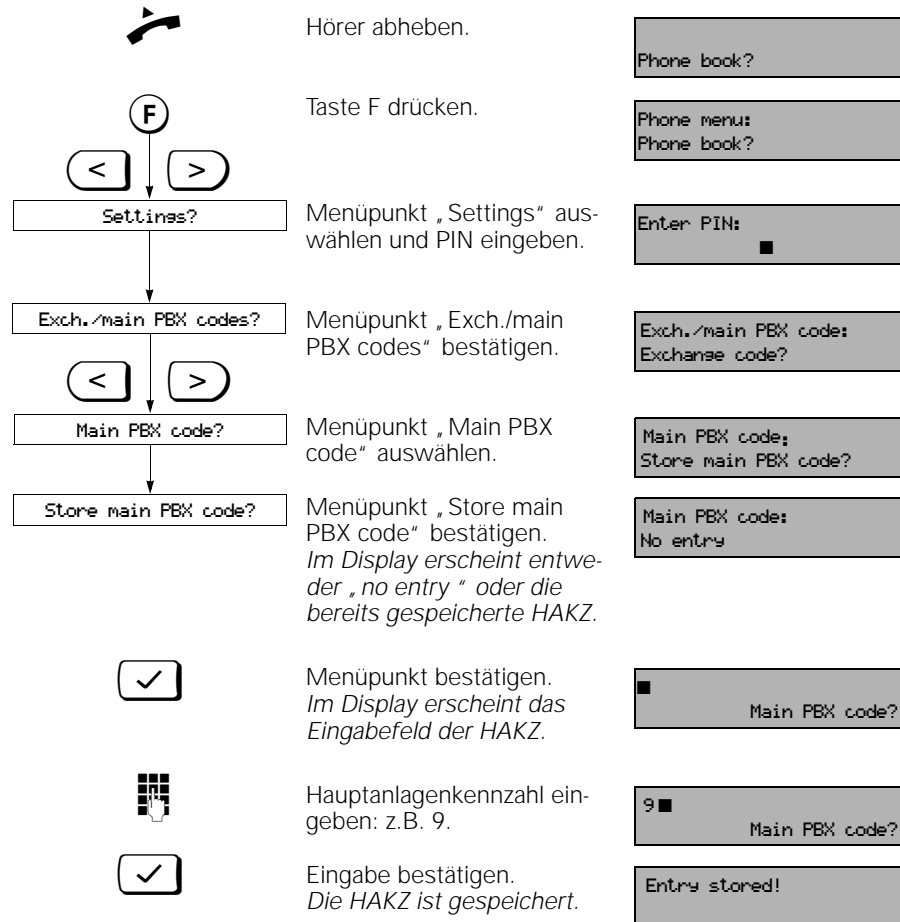 Hörer abheben.
Phone book?
F
Taste F drücken.
Phone menu:
Phone book?
< >
Settings?
Menüpunkt „Settings“ aus-
wählen und PIN eingeben.
Enter PIN:
Exch./main PBX codes?
Menüpunkt „Exch./main
PBX codes“ bestätigen.
Exch./main PBX code:
Exchange code?
< >
Main PBX code?
Menüpunkt „Main PBX
code“ auswählen.
Main PBX code:
Store main PBX code?
Store main PBX code?
Menüpunkt „Store main
PBX code“ bestätigen.
Im Display erscheint entwe-
der „no entry “ oder die
bereits gespeicherte HAKZ.
Main PBX code:
No entry
Menüpunkt bestätigen.
Im Display erscheint das
Eingabefeld der HAKZ.
Main PBX code?
Hauptanlagenkennzahl ein-
geben: z.B. 9.
9
Main PBX code?
Eingabe bestätigen.
Die HAKZ ist gespeichert.
Entry stored!